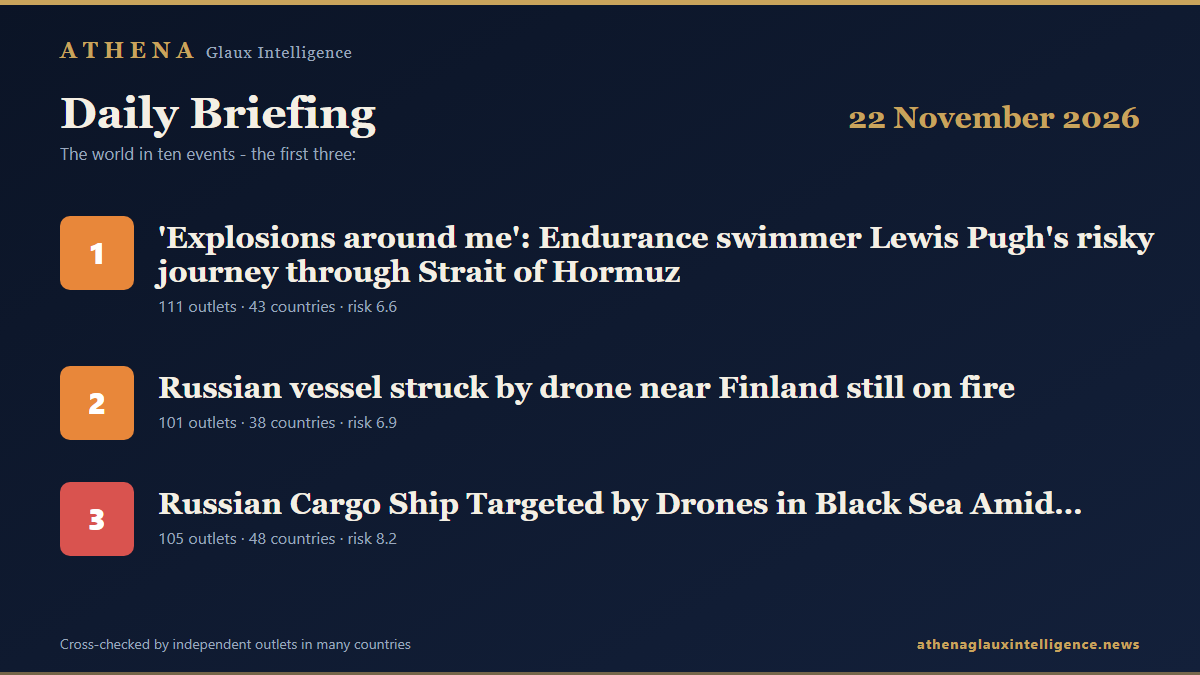 ATHENA Glaux Intelligence
Daily Briefing
22 November 2026
The world in ten events - the first three:
1
'Explosions around me': Endurance swimmer Lewis Pugh's risky
journey through Strait of Hormuz
111 outlets · 43 countries · risk 6.6
2
Russian vessel struck by drone near Finland still on fire
101 outlets · 38 countries · risk 6.9
3
Russian Cargo Ship Targeted by Drones in Black Sea Amid...
105 outlets · 48 countries · risk 8.2
Cross-checked by independent outlets in many countries
athenaglauxintelligence.news